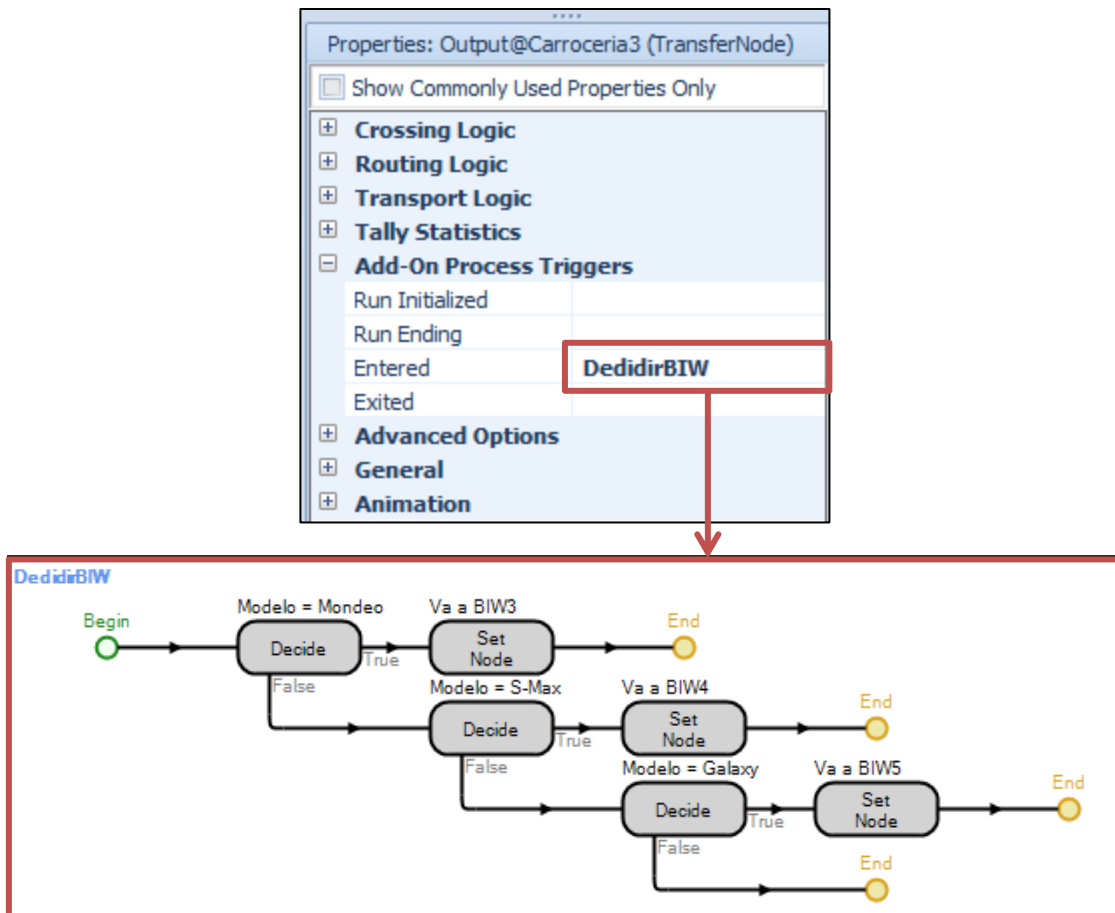 Properties: Output@Carroceria3 (TransferNode)
Show Commonly Used Properties Only
Crossing Logic
Routing Logic
Transport Logic
Tally Statistics
Add-On Process Triggers
Run Initialized
Run Ending
Entered DedidirBIW
Exited
Advanced Options
General
Animation
DedidirBIW
Begin
Modelo = Mondeo
Decide
True
False
Va a BIW3
Set
Node
End
Modelo = S-Max
Decide
True
False
Va a BIW4
Set
Node
End
Modelo = Galaxy
Decide
True
False
Va a BIW5
Set
Node
End
End